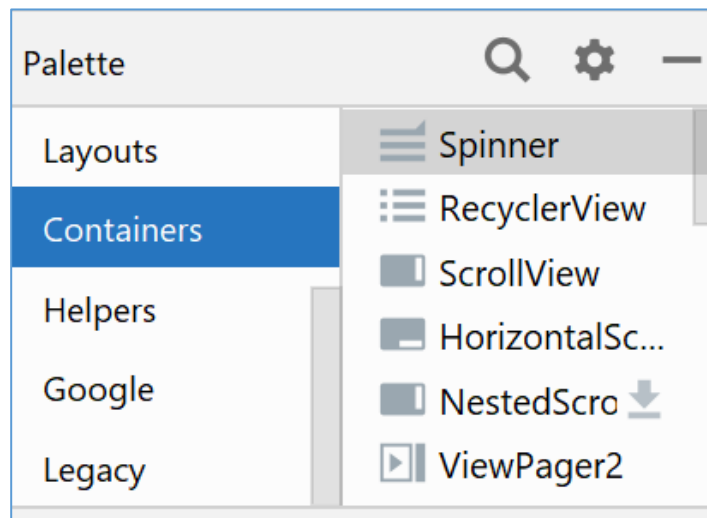 Palette
Layouts
Containers
Helpers
Google
Legacy
Spinner
RecyclerView
ScrollView
HorizontalSc...
NestedScro
ViewPager2